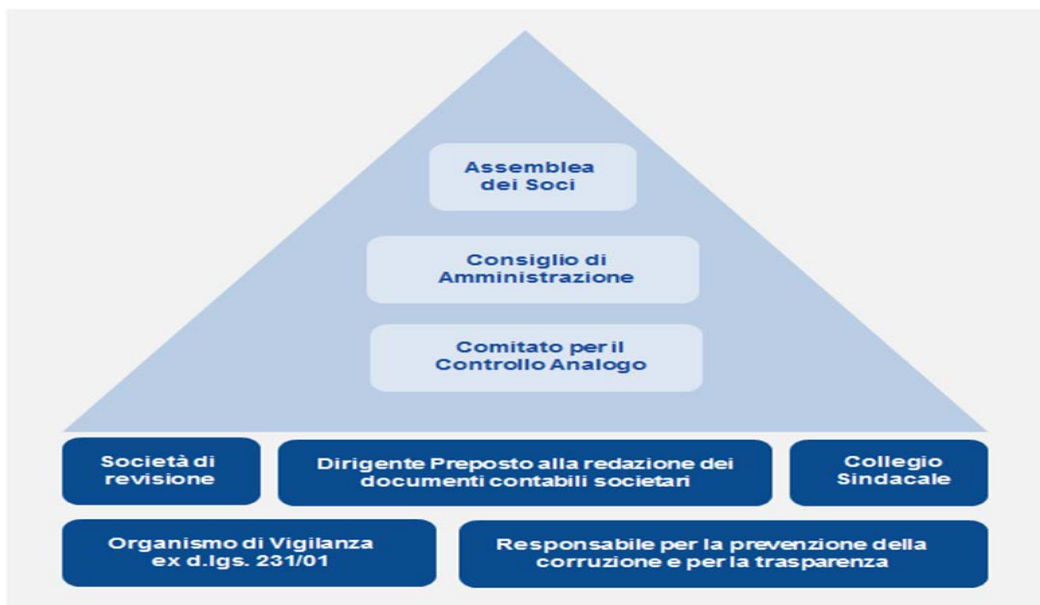 Assemblea
dei Soci
Consiglio di
Amministrazione
Comitato per il
Controllo Analogo
Società di
revisione
Dirigente Preposto alla redazione dei
documenti contabili societari
Collegio
Sindacale
Organismo di Vigilanza
ex d.lgs. 231/01
Responsabile per la prevenzione della
corruzione e per la trasparenza